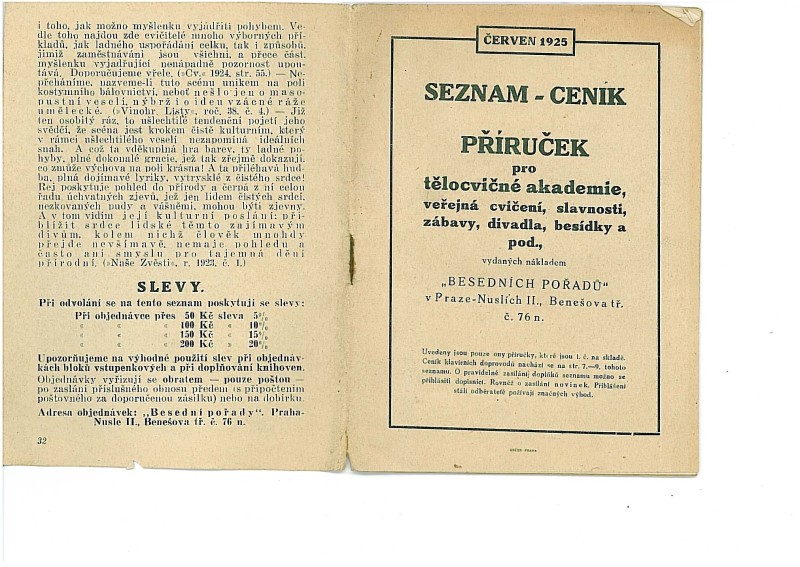 i toho, jak možno myšlenku vyjádřiti pohybem. Ve-
dle toho najdou zde cvičitelé mnoho výborných pří-
kladů, jak ladného uspořádání celku, tak i způsobů,
jimiž zaměstnáváni jsou všichni, a přece část,
myšlenku vyjadřující nenápadně pozornost upou-
tává. Doporučujeme vřele. (»Cv.« 1924, str. 55.) — Ne-
přeháníme, nazveme-li tuto scénu unikem na poli
kostymního bálovnictví, neboť nešlo jen o maso-
pustní veselí, nýbrž o ideu vzácné ráže
umělecké. (»Vinohr. Listy«, roč. 38. č. 4.) — Již
ten osobitý ráz, to ušlechtilé tendenční pojetí jeho
svědčí, že scéna jest krokem čistě kulturním, který
v rámci ušlechtilého veselí nezapomíná ideálních
snah. A což ta vděkuplná hra barev, ty ladné po-
hyby, plné dokonalé gracie, jež tak zřejmě dokazují,
co zmůže výchova na poli krásna! A ta přiléhavá hud-
ba, plná dojímavé lyriky, vytrysklé z čistého srdce!
Rej poskytuje pohled do přírody a čerpá z ní celou
řadu úchvatných zjevů, jež jen lidem čistých srdcí,
nezkovaných pudy a vášněmi, mohou býti zjevny.
A v tom vidím její kulturní poslání: při-
blížit srdce lidské těmto zajímavým
divům, kolem nichž člověk mnohdy
přejde nevšímavě, nemaje pohledu a
často ani smyslu pro tajemná dění
přírodní. (»Naše Zvěsti«, r. 1923, č. 1.)
SLEVY.
Při odvolání se na tento seznam poskytují se slevy:
Při objednávce přes 50 Kč sleva 5%
« « « 100 Kč « 10%
« « « 150 Kč « 15%
« « « 200 Kč « 20%
Upozorňujeme na výhodné použití slev při objednáv-
kách bloků vstupenkových a při doplňování knihoven.
Objednávky vyřizují se obratem — pouze poštou —
po zaslání příslušného obnosu předem (s připočtením
poštovného za doporučenou zásilku) nebo na dobírku.
Adresa objednávek: „Besední pořady“, Praha-
Nusle II., Benešova tř. č. 76 n.
32
ČERVEN 1925
SEZNAM - CENÍK
PŘÍRUČEK
pro
tělocvičné akademie,
veřejná cvičení, slavnosti,
zábavy, divadla, besídky a
pod.,
vydaných nákladem
„BESEDNÍCH POŘADŮ“
v Praze-Nuslích II., Benešova tř.
č. 76 n.
Uvedeny jsou pouze ony příručky, které jsou t. č. na skladě.
Ceník klavírních doprovodů nachází se na str. 7.—9. tohoto
seznamu. O pravidelné zasílání doplňků seznamu možno se
přihlásiti dopisnicí. Rovněž o zasílání novinek. Přihlášení
stálí odběratelé požívají značných výhod.